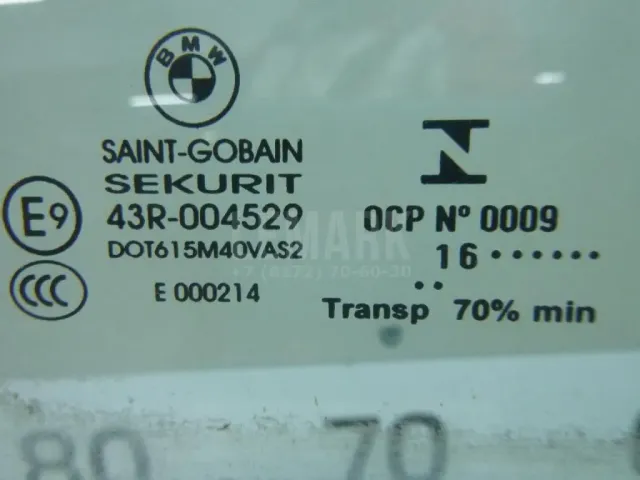 BMW
SAINT-GOBAIN
SEKURIT
E9
43R-004529
DOT615M40VAS2
CCC
E 000214
OCP Nº 0009
16 ······
··
Transp 70% min
80 70